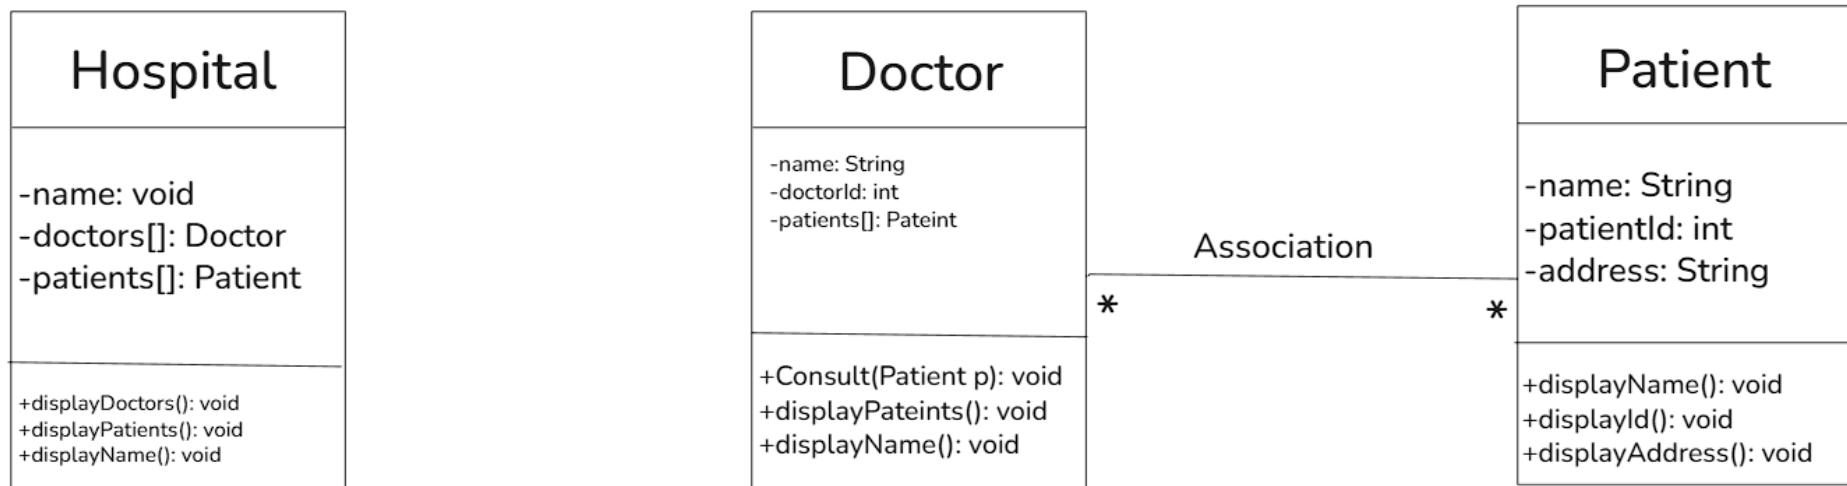 Hospital
-name: void
-doctors[]: Doctor
-patients[]: Patient
+displayDoctors(): void
+displayPatients(): void
+displayName(): void
Doctor
-name: String
-doctorId: int
-patients[]: Pateint
+Consult(Patient p): void
+displayPateints(): void
+displayName(): void
Association
*
*
Patient
-name: String
-patientId: int
-address: String
+displayName(): void
+displayId(): void
+displayAddress(): void